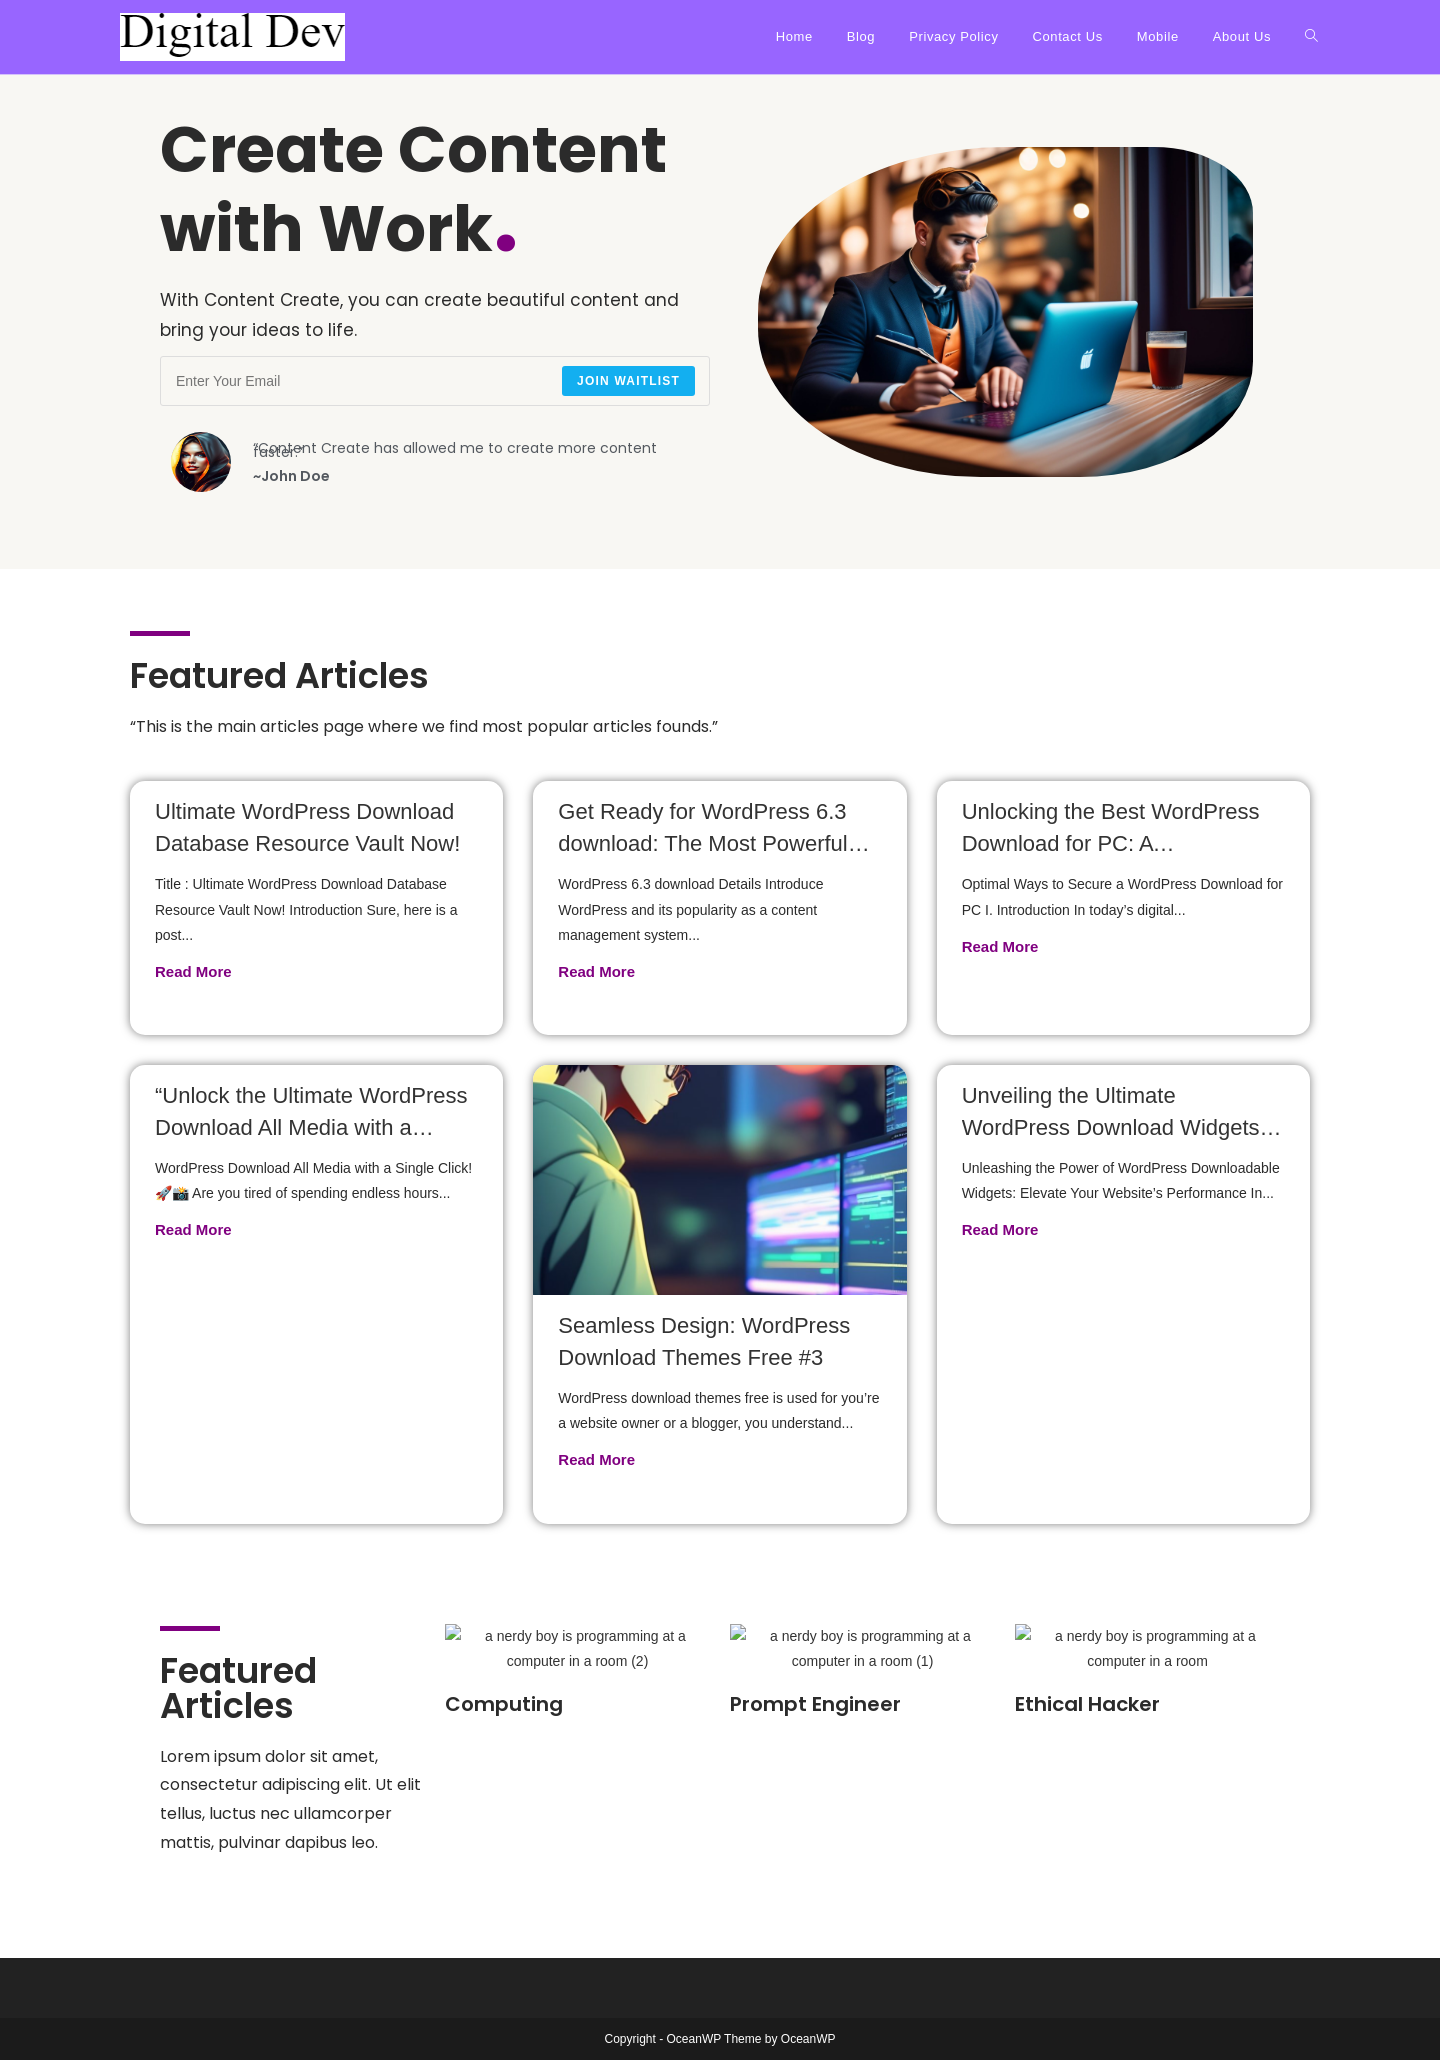 Digital Dev
Home Blog Privacy Policy Contact Us Mobile About Us
Create Content
with Work.
With Content Create, you can create beautiful content and
bring your ideas to life.
Enter Your Email
JOIN WAITLIST
“Content Create has allowed me to create more content
faster.”
~John Doe
Featured Articles
“This is the main articles page where we find most popular articles founds.”
Ultimate WordPress Download
Database Resource Vault Now!
Title : Ultimate WordPress Download Database
Resource Vault Now! Introduction Sure, here is a
post...
Read More
Get Ready for WordPress 6.3
download: The Most Powerful…
WordPress 6.3 download Details Introduce
WordPress and its popularity as a content
management system...
Read More
Unlocking the Best WordPress
Download for PC: A…
Optimal Ways to Secure a WordPress Download for
PC I. Introduction In today’s digital...
Read More
“Unlock the Ultimate WordPress
Download All Media with a…
WordPress Download All Media with a Single Click!
🚀📸 Are you tired of spending endless hours...
Read More
Seamless Design: WordPress
Download Themes Free #3
WordPress download themes free is used for you’re
a website owner or a blogger, you understand...
Read More
Unveiling the Ultimate
WordPress Download Widgets…
Unleashing the Power of WordPress Downloadable
Widgets: Elevate Your Website’s Performance In...
Read More
Featured
Articles
Lorem ipsum dolor sit amet,
consectetur adipiscing elit. Ut elit
tellus, luctus nec ullamcorper
mattis, pulvinar dapibus leo.
a nerdy boy is programming at a
computer in a room (2)
Computing
a nerdy boy is programming at a
computer in a room (1)
Prompt Engineer
a nerdy boy is programming at a
computer in a room
Ethical Hacker
Copyright - OceanWP Theme by OceanWP